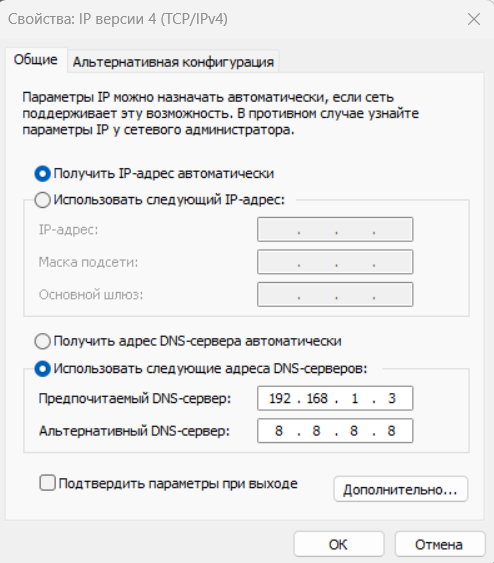 Свойства: IP версии 4 (TCP/IPv4)
Общие
Альтернативная конфигурация
Параметры IP можно назначать автоматически, если сеть
поддерживает эту возможность. В противном случае узнайте
параметры IP у сетевого администратора.
Получить IP-адрес автоматически
Использовать следующий IP-адрес:
IP-адрес: . . .
Маска подсети: . . .
Основной шлюз: . . .
Получить адрес DNS-сервера автоматически
Использовать следующие адреса DNS-серверов:
Предпочитаемый DNS-сервер: 192 . 168 . 1 . 3
Альтернативный DNS-сервер: 8 . 8 . 8 . 8
Подтвердить параметры при выходе
Дополнительно...
ОК
Отмена